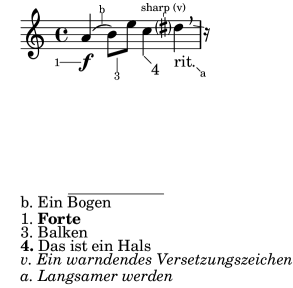 b
sharp (v)
1
f
3
4
rit.
a
b. Ein Bogen
1. Forte
3. Balken
4. Das ist ein Hals
v. Ein warndendes Versetzungszeichen
a. Langsamer werden